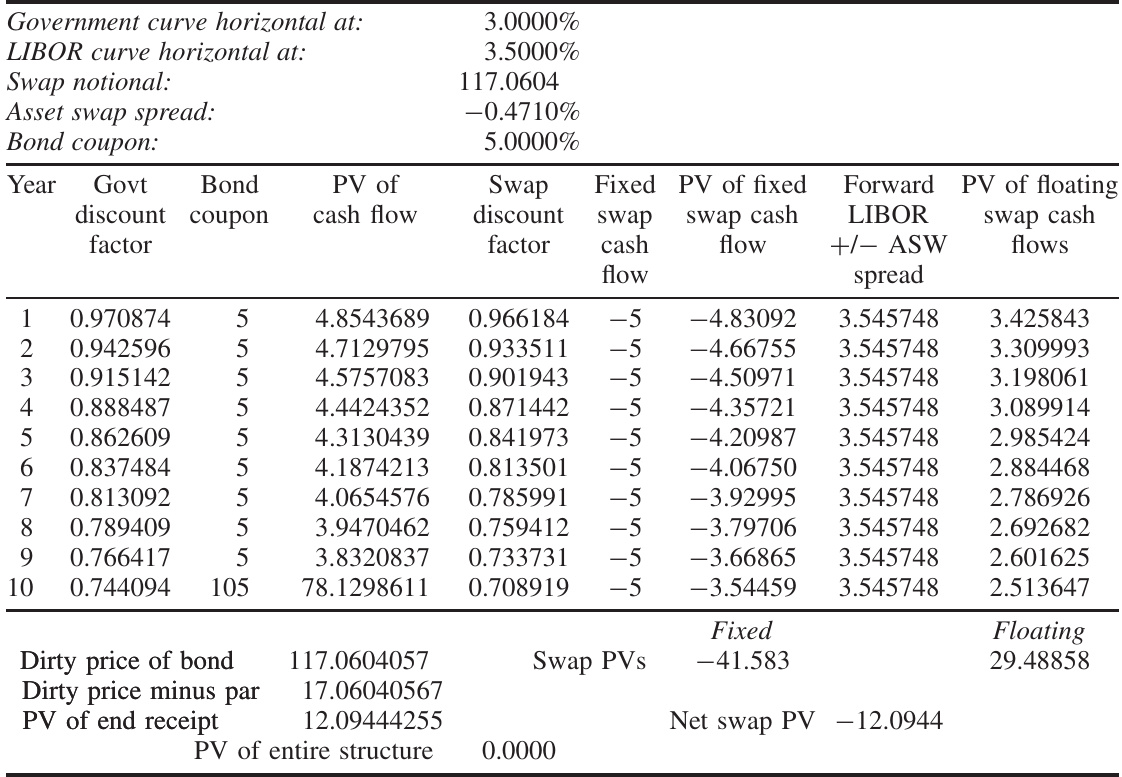 Government curve horizontal at: 3.0000%
LIBOR curve horizontal at: 3.5000%
Swap notional: 117.0604
Asset swap spread: −0.4710%
Bond coupon: 5.0000%
Year Govt Bond PV of Swap Fixed PV of fixed Forward PV of floating
discount coupon cash flow discount swap swap cash LIBOR swap cash
factor factor cash flow +/− ASW flows
flow spread
1 0.970874 5 4.8543689 0.966184 −5 −4.83092 3.545748 3.425843
2 0.942596 5 4.7129795 0.933511 −5 −4.66755 3.545748 3.309993
3 0.915142 5 4.5757083 0.901943 −5 −4.50971 3.545748 3.198061
4 0.888487 5 4.4424352 0.871442 −5 −4.35721 3.545748 3.089914
5 0.862609 5 4.3130439 0.841973 −5 −4.20987 3.545748 2.985424
6 0.837484 5 4.1874213 0.813501 −5 −4.06750 3.545748 2.884468
7 0.813092 5 4.0654576 0.785991 −5 −3.92995 3.545748 2.786926
8 0.789409 5 3.9470462 0.759412 −5 −3.79706 3.545748 2.692682
9 0.766417 5 3.8320837 0.733731 −5 −3.66865 3.545748 2.601625
10 0.744094 105 78.1298611 0.708919 −5 −3.54459 3.545748 2.513647
Fixed Floating
Dirty price of bond 117.0604057 Swap PVs −41.583 29.48858
Dirty price minus par 17.06040567
PV of end receipt 12.09444255 Net swap PV −12.0944
PV of entire structure 0.0000